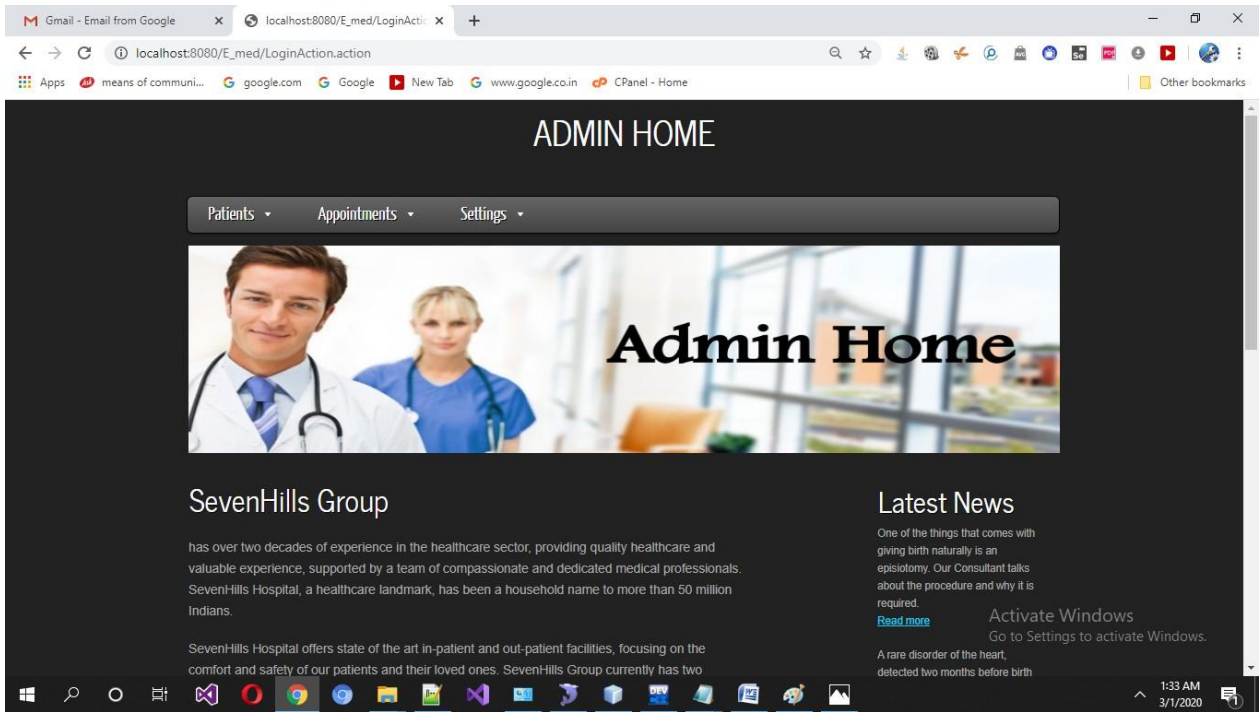 Gmail - Email from Google
localhost:8080/E_med/LoginActic
localhost:8080/E_med/LoginAction.action
Apps means of communi... google.com Google New Tab www.google.co.in CPanel - Home Other bookmarks
ADMIN HOME
Patients Appointments Settings
Admin Home
SevenHills Group
has over two decades of experience in the healthcare sector, providing quality healthcare and
valuable experience, supported by a team of compassionate and dedicated medical professionals.
SevenHills Hospital, a healthcare landmark, has been a household name to more than 50 million
Indians.
SevenHills Hospital offers state of the art in-patient and out-patient facilities, focusing on the
comfort and safety of our patients and their loved ones. SevenHills Group currently has two
Latest News
One of the things that comes with
giving birth naturally is an
episiotomy. Our Consultant talks
about the procedure and why it is
required.
Read more
A rare disorder of the heart,
detected two months before birth
Activate Windows
Go to Settings to activate Windows.
DEV
1:33 AM
3/1/2020